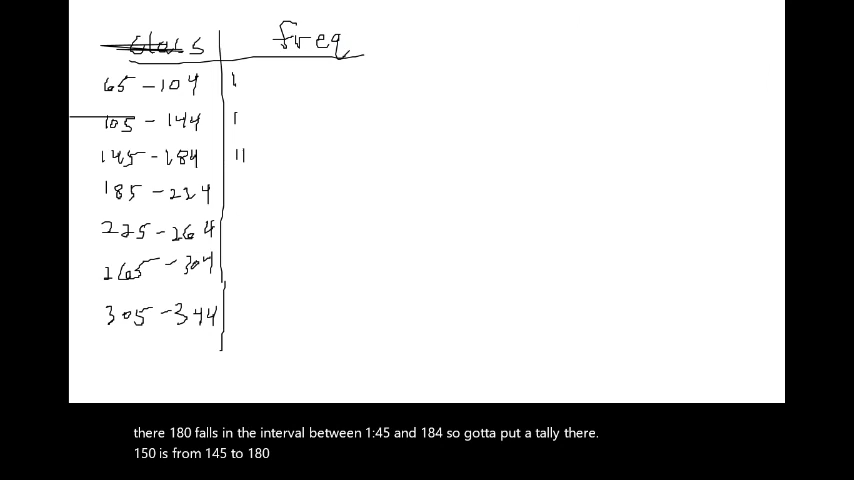 Class freq
65 - 104 |
105 - 144 |
145 - 184 ||
185 - 224
225 - 264
265 - 304
305 - 344
there 180 falls in the interval between 1:45 and 184 so gotta put a tally there.
150 is from 145 to 180